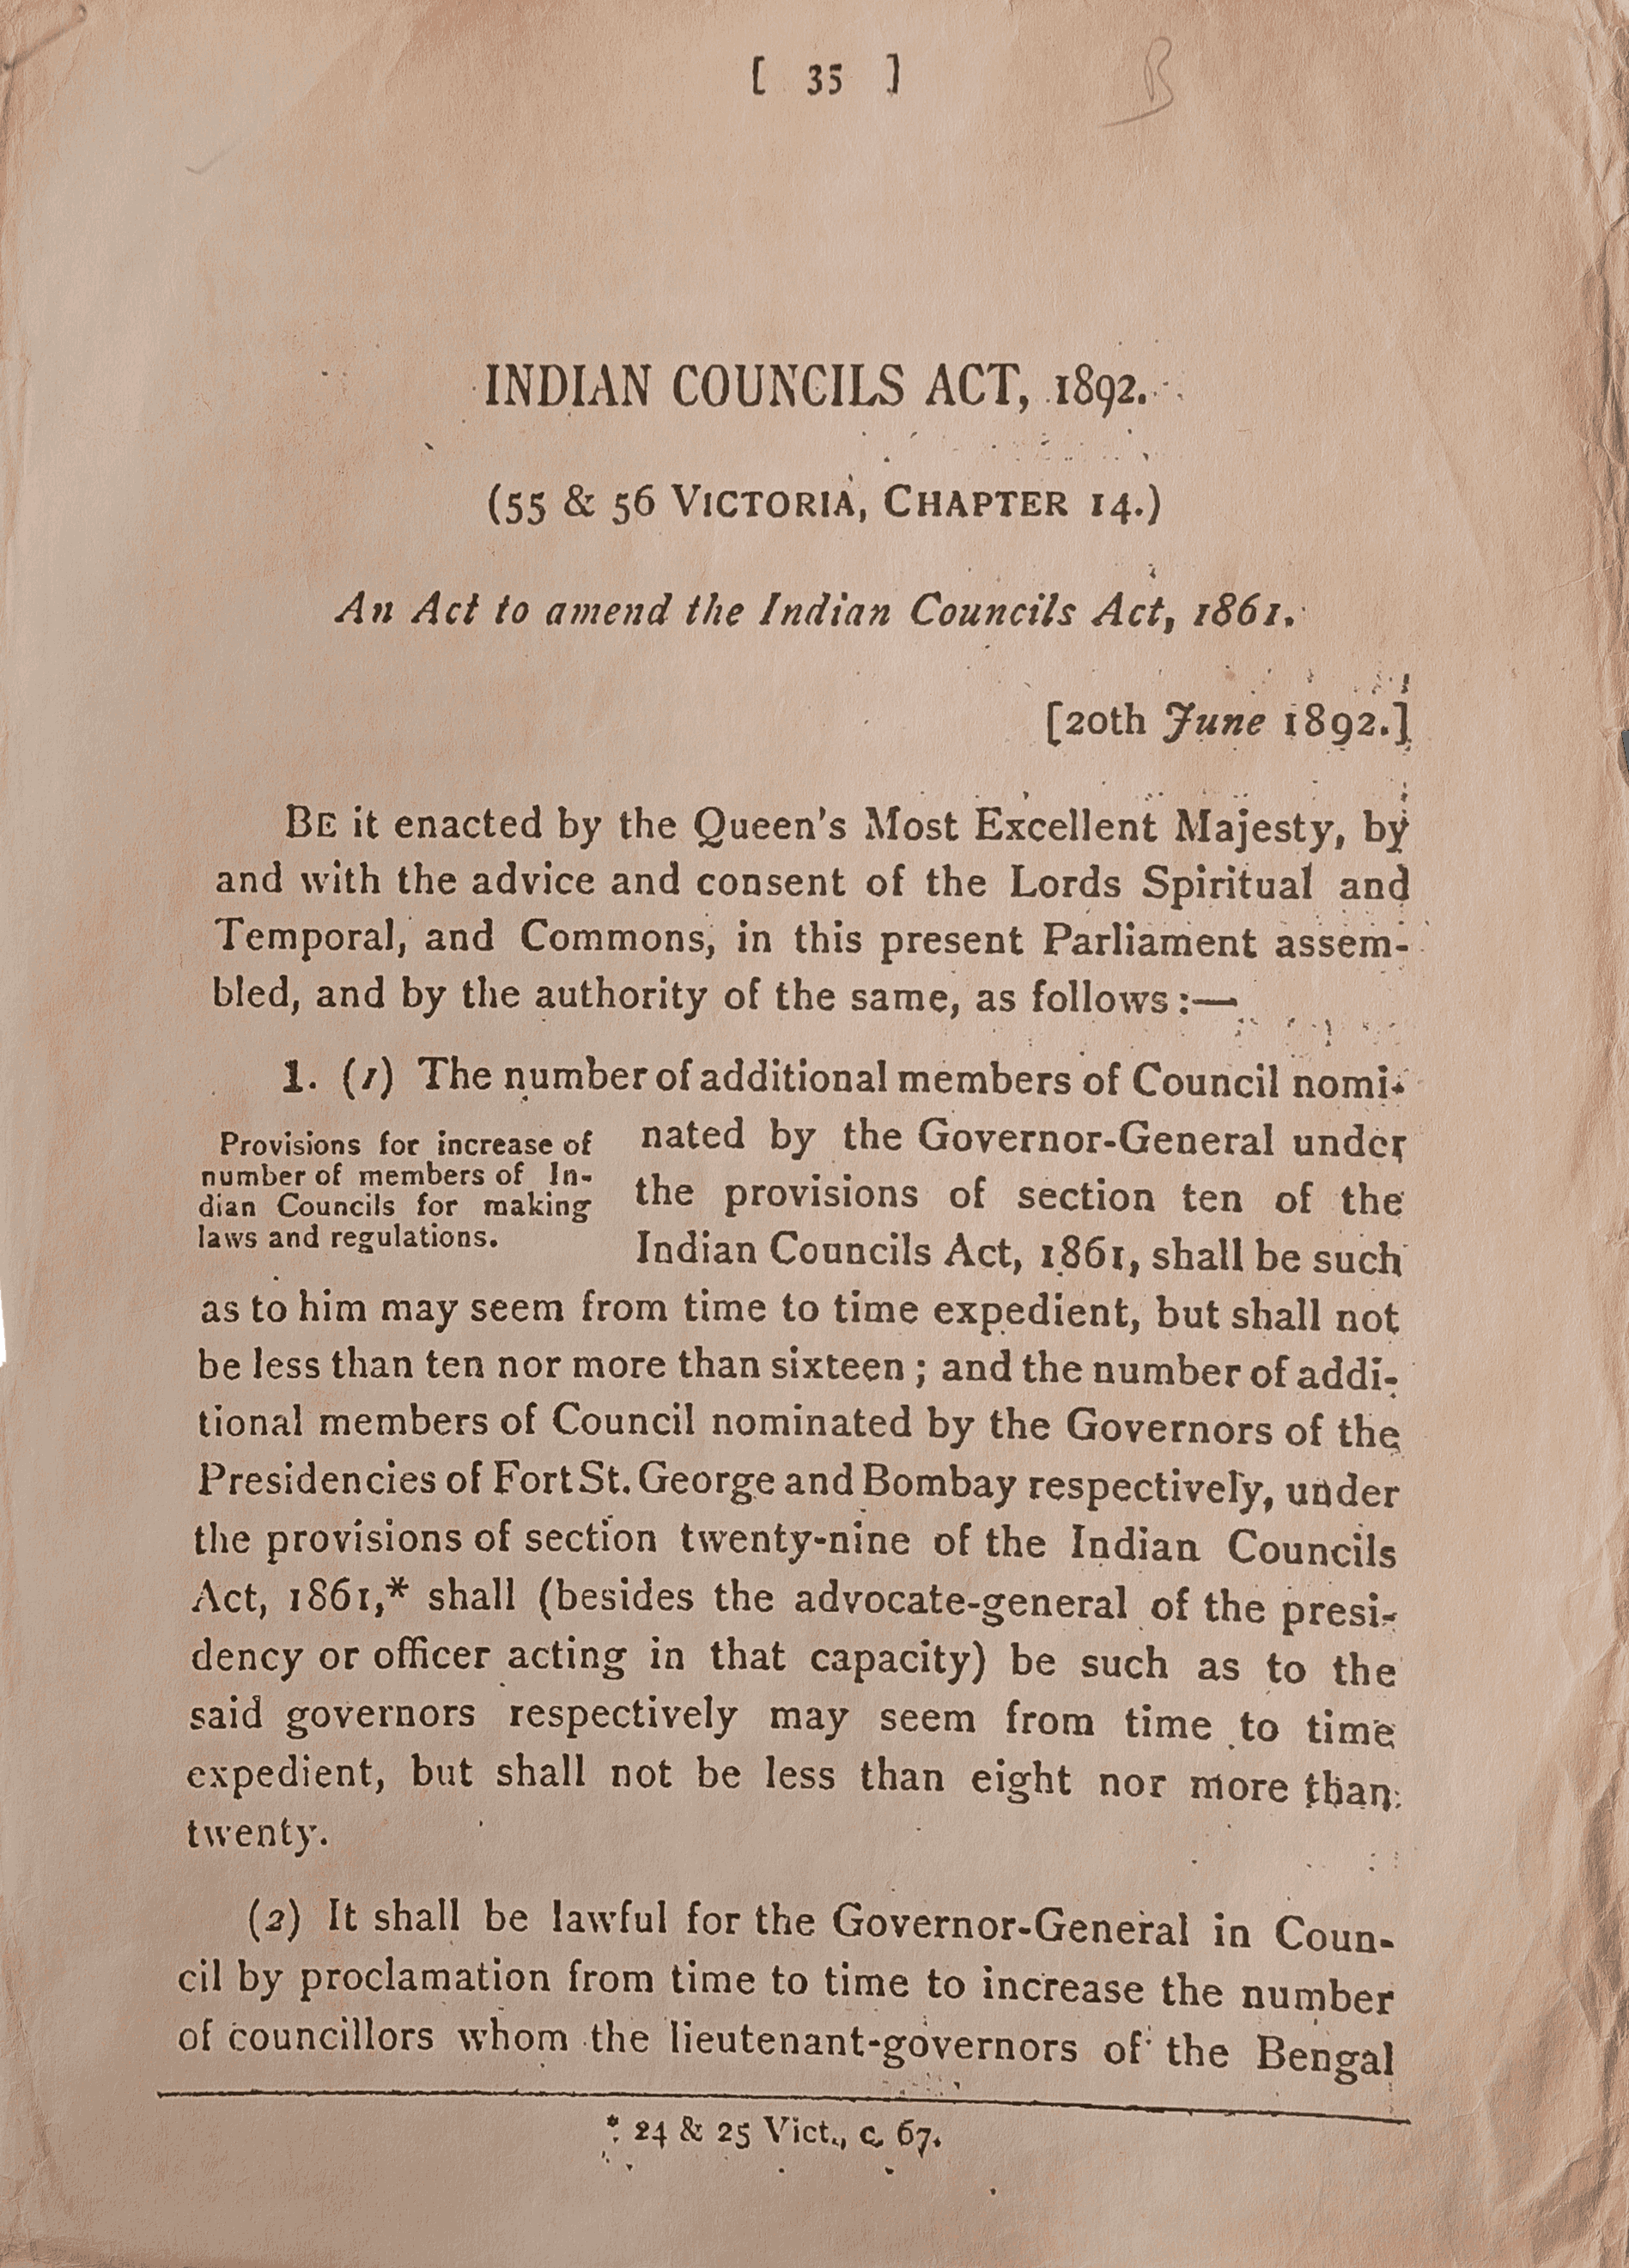 [ 35 ]
B
INDIAN COUNCILS ACT, 1892.
(55 & 56 VICTORIA, CHAPTER 14.)
An Act to amend the Indian Councils Act, 1861.
[20th June 1892.]
BE it enacted by the Queen's Most Excellent Majesty, by
and with the advice and consent of the Lords Spiritual and
Temporal, and Commons, in this present Parliament assem-
bled, and by the authority of the same, as follows :—
1. (1) The number of additional members of Council nomi-
Provisions for increase of
number of members of In-
dian Councils for making
laws and regulations.
nated by the Governor-General under
the provisions of section ten of the
Indian Councils Act, 1861, shall be such
as to him may seem from time to time expedient, but shall not
be less than ten nor more than sixteen ; and the number of addi-
tional members of Council nominated by the Governors of the
Presidencies of Fort St. George and Bombay respectively, under
the provisions of section twenty-nine of the Indian Councils
Act, 1861,* shall (besides the advocate-general of the presi-
dency or officer acting in that capacity) be such as to the
said governors respectively may seem from time to time
expedient, but shall not be less than eight nor more than
twenty.
(2) It shall be lawful for the Governor-General in Coun-
cil by proclamation from time to time to increase the number
of councillors whom the lieutenant-governors of the Bengal
* 24 & 25 Vict., c. 67.